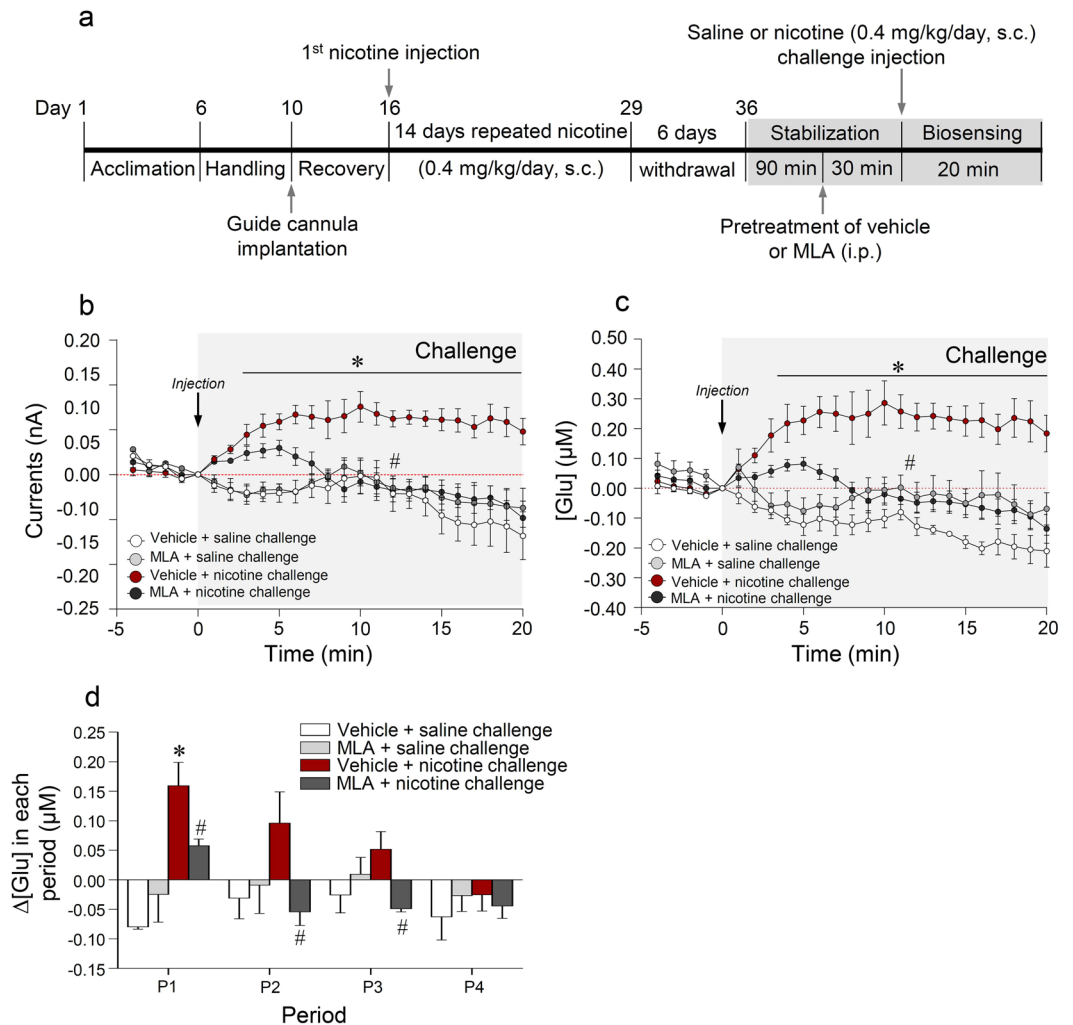 a
Saline or nicotine (0.4 mg/kg/day, s.c.)
challenge injection
1st nicotine injection
Day 1 6 10 16 29 36
14 days repeated nicotine 6 days Stabilization Biosensing
Acclimation Handling Recovery (0.4 mg/kg/day, s.c.) withdrawal 90 min 30 min 20 min
Guide cannula
implantation
Pretreatment of vehicle
or MLA (i.p.)
b
Currents (nA)
0.20
0.15
0.10
0.05
0.00
-0.10
-0.15
-0.20
-0.25
Challenge
*
Injection
#
Vehicle + saline challenge
MLA + saline challenge
Vehicle + nicotine challenge
MLA + nicotine challenge
-5 0 5 10 15 20
Time (min)
c
[Glu] (µM)
0.50
0.40
0.30
0.20
0.10
0.00
-0.10
-0.20
-0.30
-0.40
Challenge
*
Injection
#
Vehicle + saline challenge
MLA + saline challenge
Vehicle + nicotine challenge
MLA + nicotine challenge
-5 0 5 10 15 20
Time (min)
d
Δ[Glu] in each
period (µM)
0.25
0.20
0.15
0.10
0.05
0.00
-0.05
-0.10
-0.15
Vehicle + saline challenge
MLA + saline challenge
Vehicle + nicotine challenge
MLA + nicotine challenge
*
#
#
#
P1 P2 P3 P4
Period